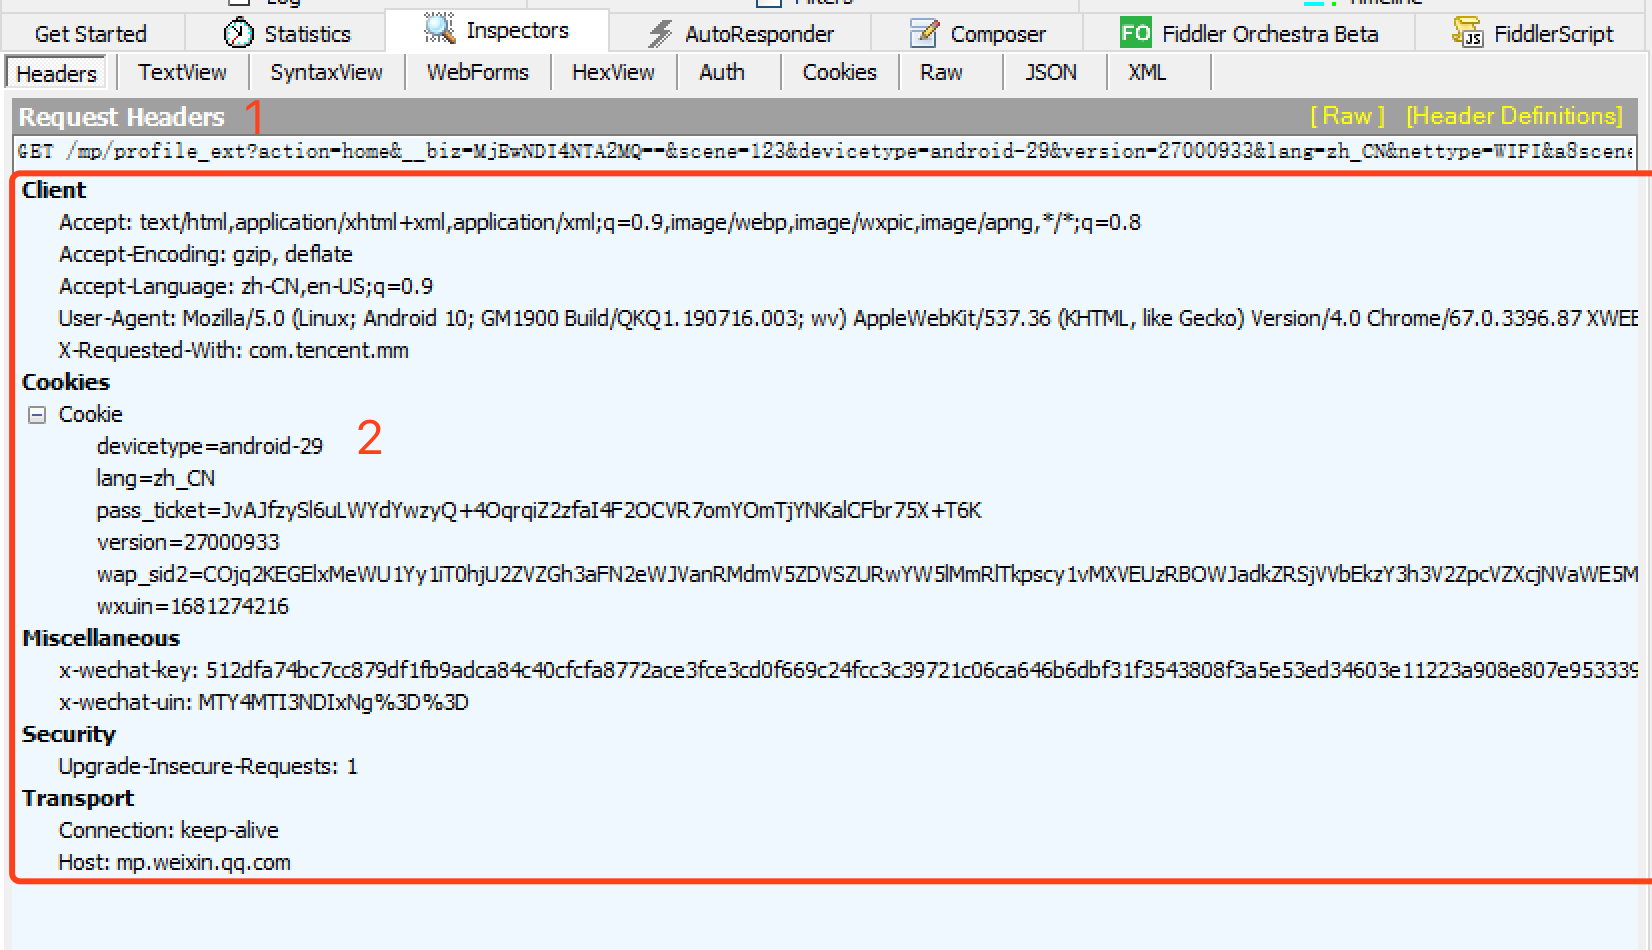 Get Started
Statistics
Inspectors
AutoResponder
Composer
FO Fiddler Orchestra Beta
JS FiddlerScript
Headers
TextView
SyntaxView
WebForms
HexView
Auth
Cookies
Raw
JSON
XML
Request Headers 1
[ Raw ] [Header Definitions]
GET /mp/profile_ext?action=home&__biz=MjEwNDI4NTA2MQ==&scene=123&devicetype=android-29&version=27000933&lang=zh_CN&nettype=WIFI&a8scene
Client
Accept: text/html,application/xhtml+xml,application/xml;q=0.9,image/webp,image/wxpic,image/apng,*/*;q=0.8
Accept-Encoding: gzip, deflate
Accept-Language: zh-CN,en-US;q=0.9
User-Agent: Mozilla/5.0 (Linux; Android 10; GM1900 Build/QKQ1.190716.003; wv) AppleWebKit/537.36 (KHTML, like Gecko) Version/4.0 Chrome/67.0.3396.87 XWEB
Cookies
X-Requested-With: com.tencent.mm
Cookie
devicetype=android-29 2
lang=zh_CN
pass_ticket=JvAJfzySl6uLWYdYwzyQ+4OqrqiZ2zfaI4F2OCVR7omYOmTjYNKalCFbr75X+T6K
version=27000933
wap_sid2=COjq2KEGElxMeWU1Yy1iT0hjU2ZVZGh3aFN2eWJVanRMdmV5ZDVSZURwYW5lMmRlTkpscy1vMXVEUzRBOWJadkZRSjVVbEkzY3h3V2ZpcVZXcjNVaWE5M
wxuin=1681274216
Miscellaneous
x-wechat-key: 512dfa74bc7cc879df1fb9adca84c40cfcfa8772ace3fce3cd0f669c24fcc3c39721c06ca646b6dbf31f3543808f3a5e53ed34603e11223a908e807e953339
x-wechat-uin: MTY4MTI3NDIxNg%3D%3D
Security
Upgrade-Insecure-Requests: 1
Transport
Connection: keep-alive
Host: mp.weixin.qq.com